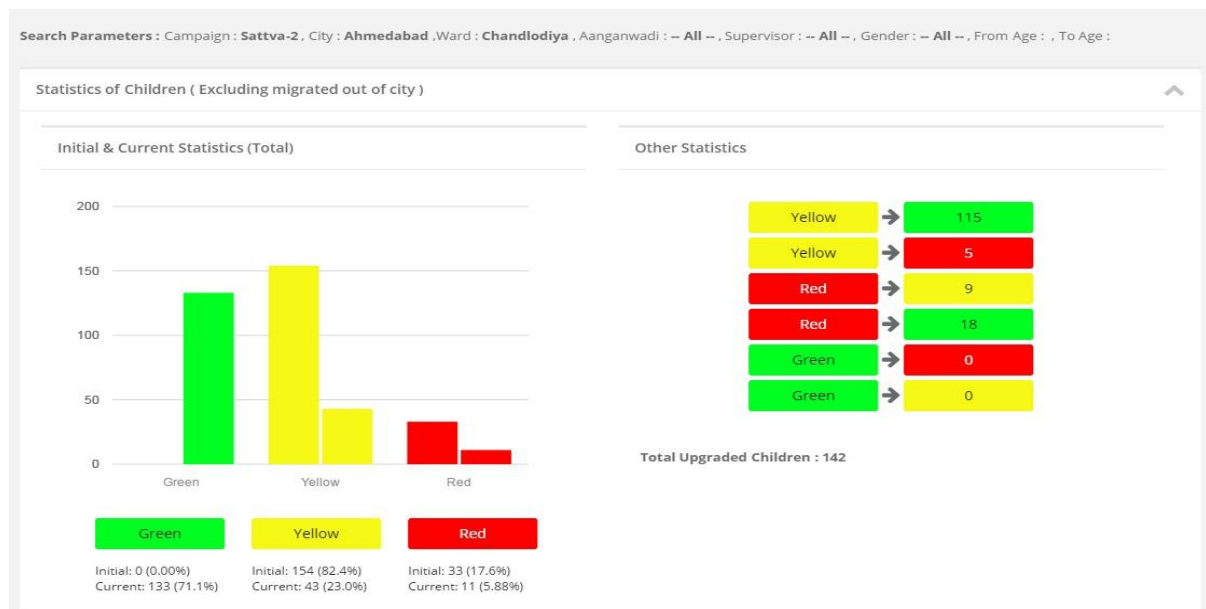 Search Parameters : Campaign : Sattva-2 , City : Ahmedabad ,Ward : Chandlodiya , Aanganwadi : -- All -- , Supervisor : -- All -- , Gender : -- All -- , From Age : , To Age :
Statistics of Children ( Excluding migrated out of city )
Initial & Current Statistics (Total)
200
150
100
50
0
Green Yellow Red
Green Yellow Red
Initial: 0 (0.00%) Initial: 154 (82.4%) Initial: 33 (17.6%)
Current: 133 (71.1%) Current: 43 (23.0%) Current: 11 (5.88%)
Other Statistics
Yellow 115
Yellow 5
Red 9
Red 18
Green 0
Green 0
Total Upgraded Children : 142